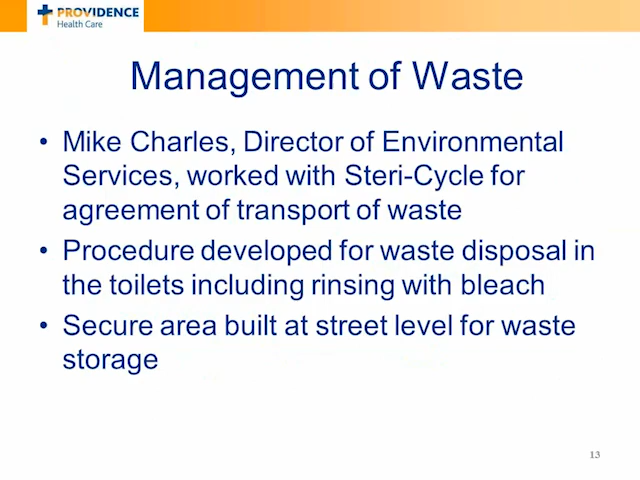 PROVIDENCE
Health Care
Management of Waste
• Mike Charles, Director of Environmental
Services, worked with Steri-Cycle for
agreement of transport of waste
• Procedure developed for waste disposal in
the toilets including rinsing with bleach
• Secure area built at street level for waste
storage
13